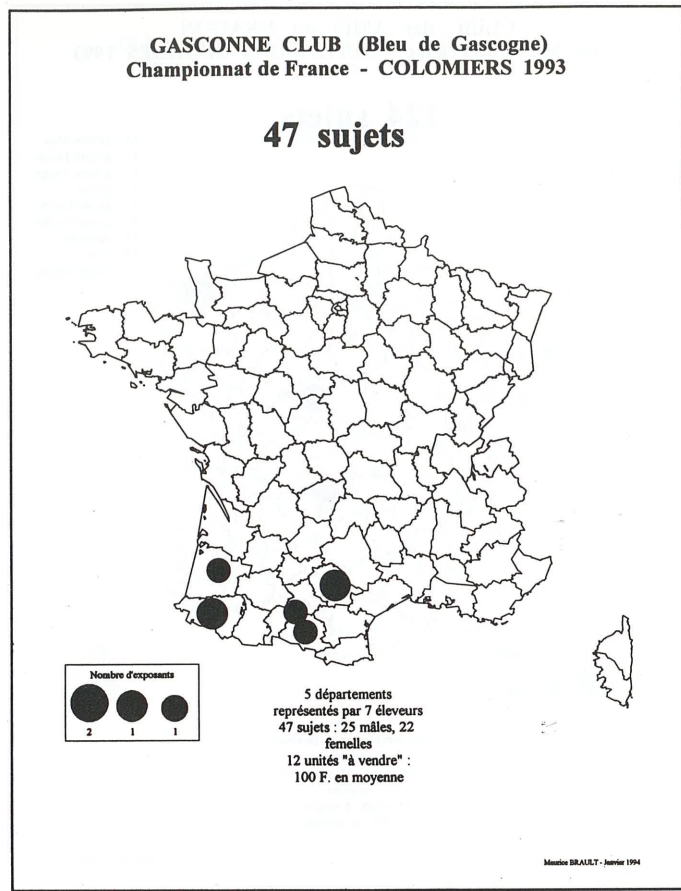 GASCONNE CLUB (Bleu de Gascogne)
Championnat de France - COLOMIERS 1993
47 sujets
Nombre d'exposants
2 1 1
5 départements
représentés par 7 éleveurs
47 sujets : 25 mâles, 22
femelles
12 unités "à vendre" :
100 F. en moyenne
Maurice BRAULT - Janvier 1994